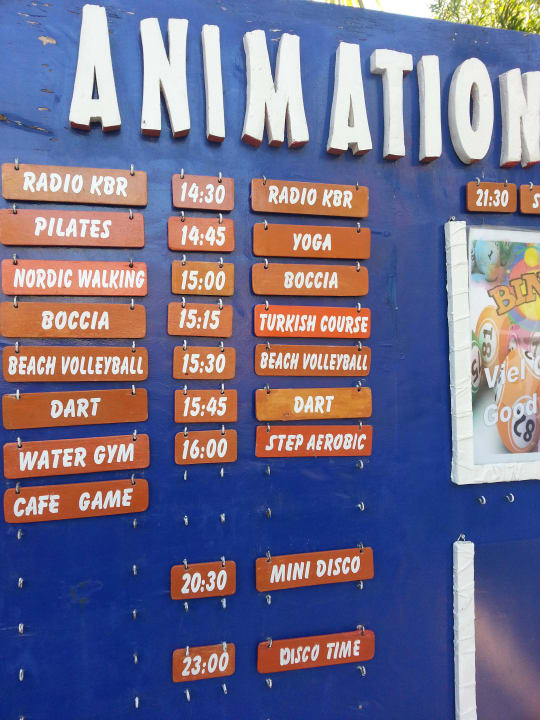 ANIMATION
RADIO KBR 14:30 RADIO KBR 21:30
PILATES 14:45 YOGA
NORDIC WALKING 15:00 BOCCIA
BOCCIA 15:15 TURKISH COURSE
BEACH VOLLEYBALL 15:30 BEACH VOLLEYBALL
DART 15:45 DART
WATER GYM 16:00 STEP AEROBIC
CAFE GAME
20:30 MINI DISCO
23:00 DISCO TIME
Viel
Good